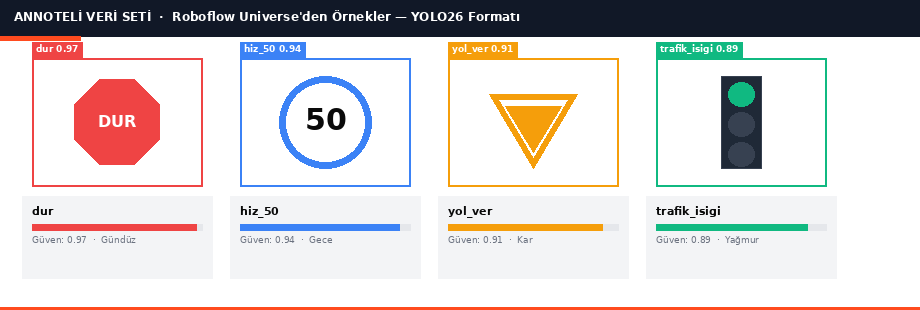 ANNOTELİ VERİ SETİ · Roboflow Universe'den Örnekler — YOLO26 Formatı
dur 0.97
hiz_50 0.94
yol_ver 0.91
trafik_isigi 0.89
DUR
50
dur
Güven: 0.97 · Gündüz
hiz_50
Güven: 0.94 · Gece
yol_ver
Güven: 0.91 · Kar
trafik_isigi
Güven: 0.89 · Yağmur